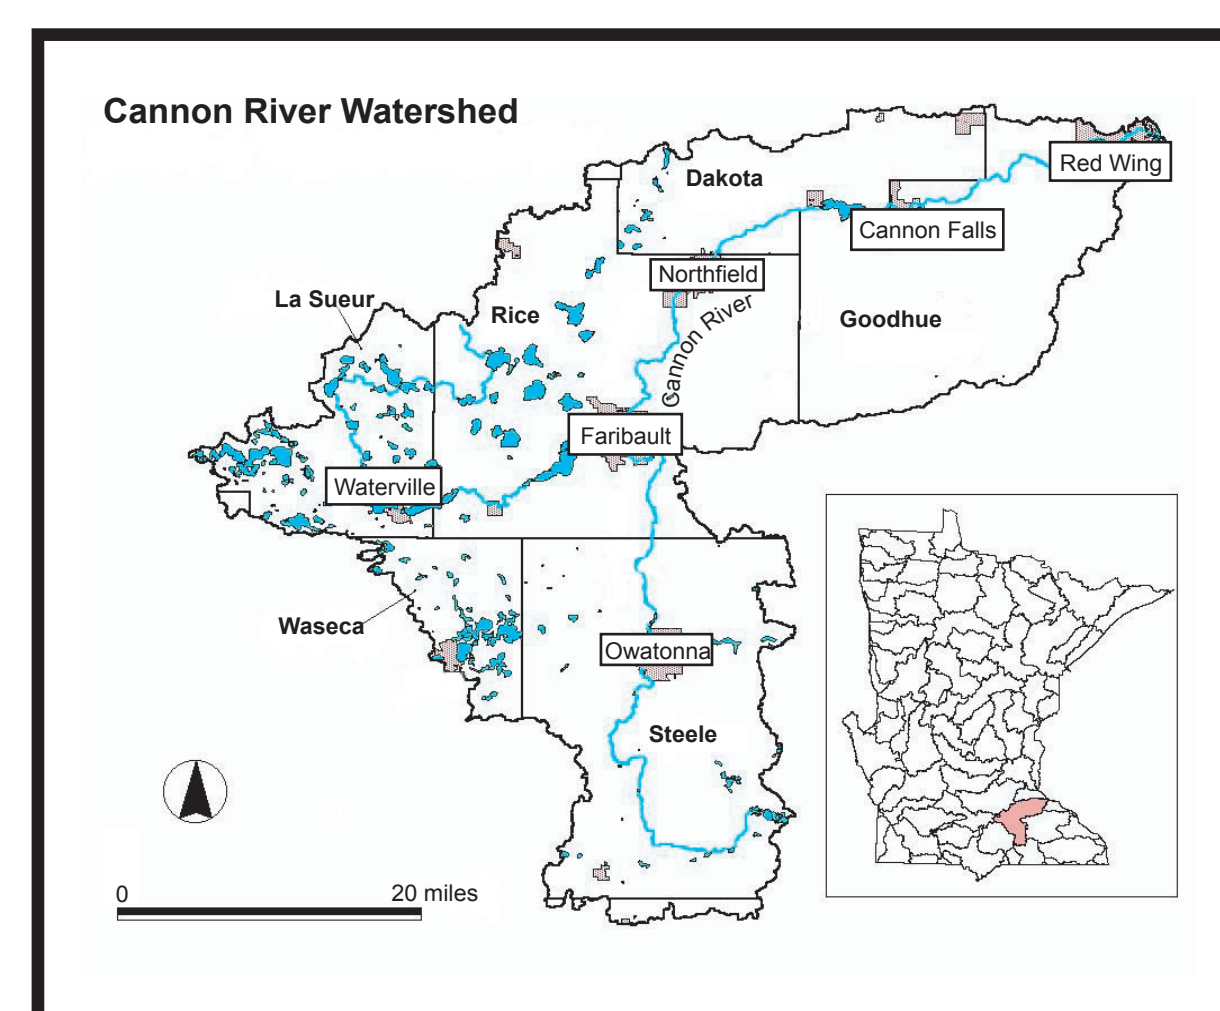 Cannon River Watershed
Red Wing
Dakota
Cannon Falls
Northfield
La Sueur
Rice
Cannon River
Goodhue
Faribault
Waterville
Waseca
Owatonna
Steele
0 20 miles